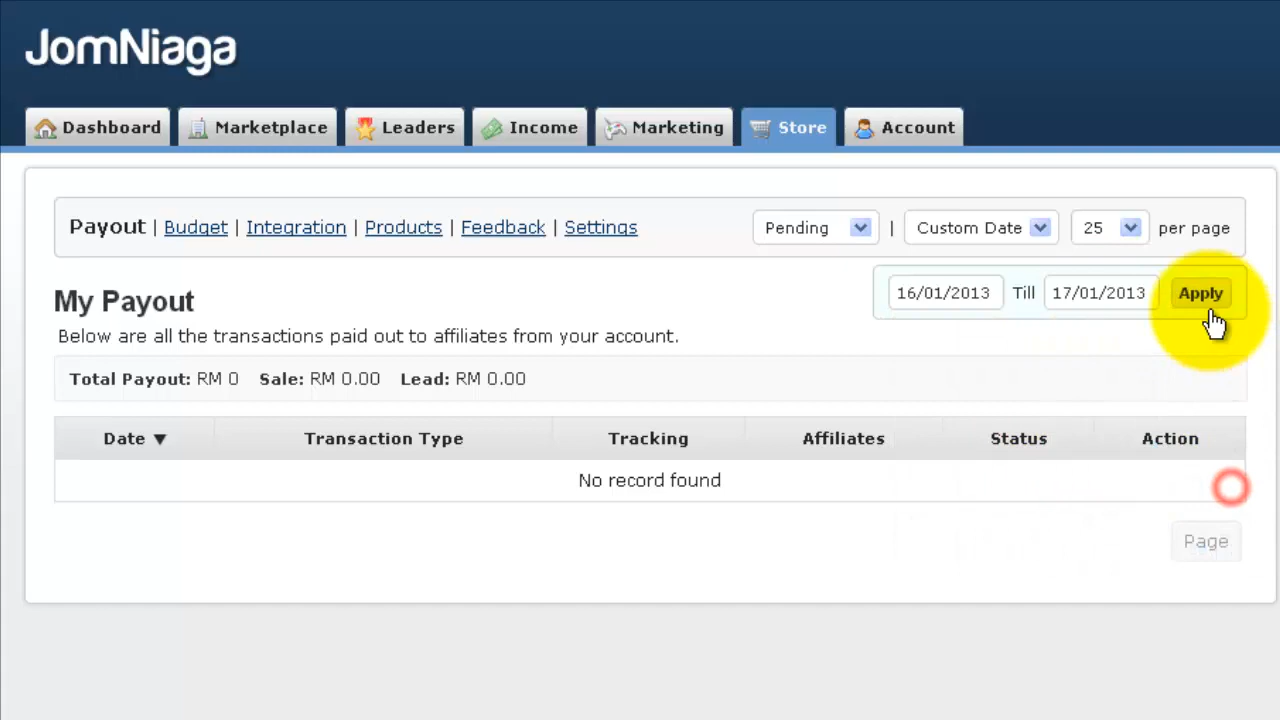 JomNiaga
Dashboard Marketplace Leaders Income Marketing Store Account
Payout | Budget | Integration | Products | Feedback | Settings Pending | Custom Date 25 per page
16/01/2013 Till 17/01/2013 Apply
My Payout
Below are all the transactions paid out to affiliates from your account.
Total Payout: RM 0 Sale: RM 0.00 Lead: RM 0.00
Date ▼ Transaction Type Tracking Affiliates Status Action
No record found
Page